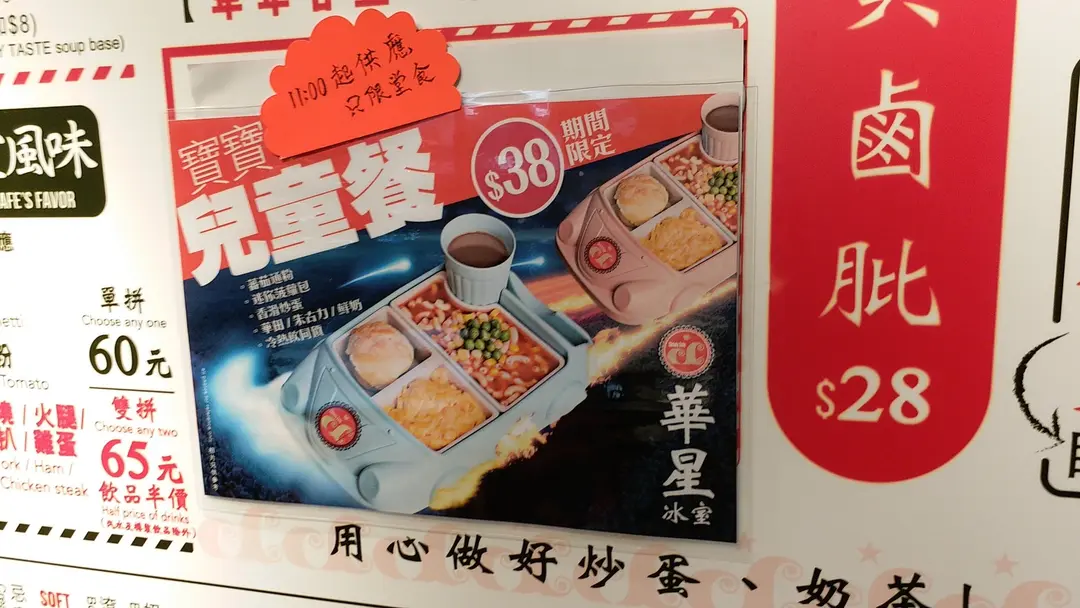 $8)
Y TASTE soup base)
風味
AFE'S FAVOR
單拼
Choose any one
60元
Tomato
雙拼
Choose any two
65元
/ 火腿 /
/ 雞蛋
ork / Ham /
Chicken steak
飲品半價
Half price of drinks
11:00起供應
只限堂食
寶寶
兒童餐
$38
期間
限定
蕃茄通粉
迷你菠蘿包
香滑炒蛋
華田 / 朱古力 / 鮮奶
冷熱飲同價
華星
冰室
用心做好炒蛋、奶茶!
滷
肶
$28
SOFT